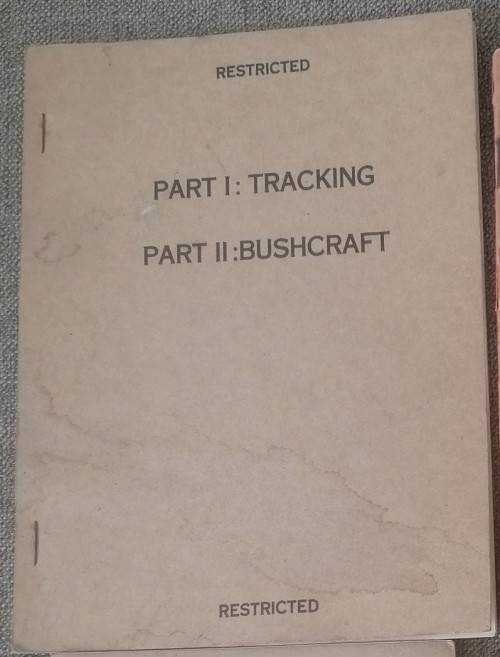 RESTRICTED
PART I: TRACKING
PART II:BUSHCRAFT
RESTRICTED